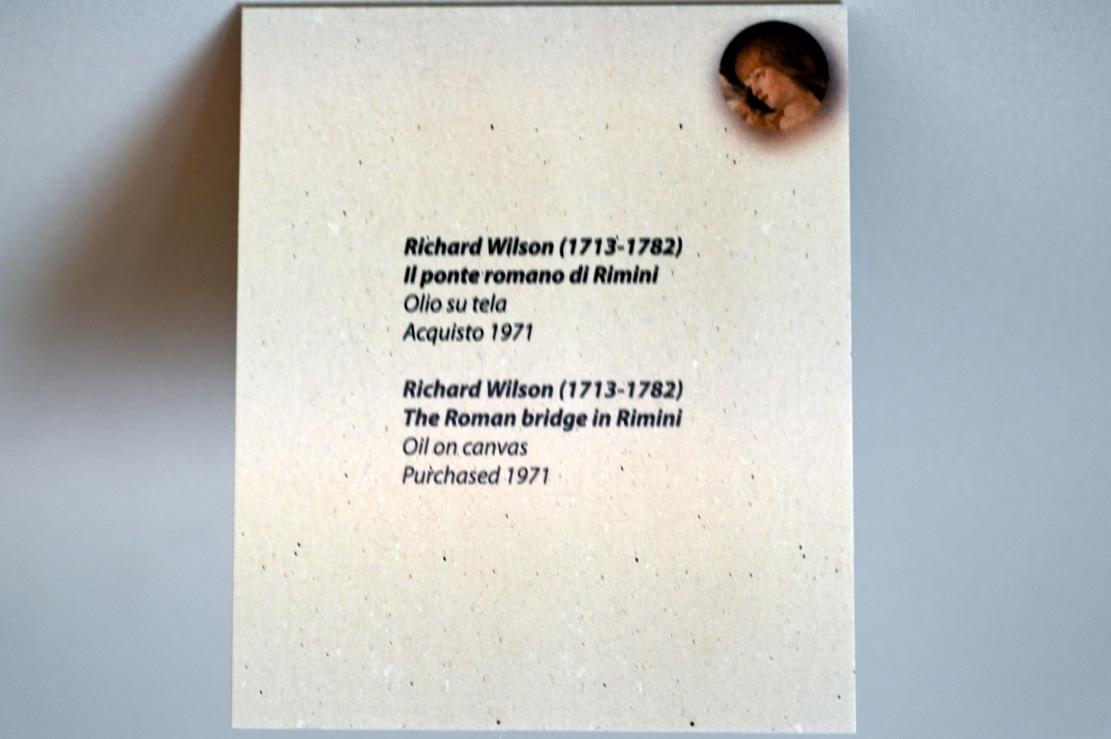 Richard Wilson (1713-1782)
Il ponte romano di Rimini
Olio su tela
Acquisto 1971
Richard Wilson (1713-1782)
The Roman bridge in Rimini
Oil on canvas
Purchased 1971